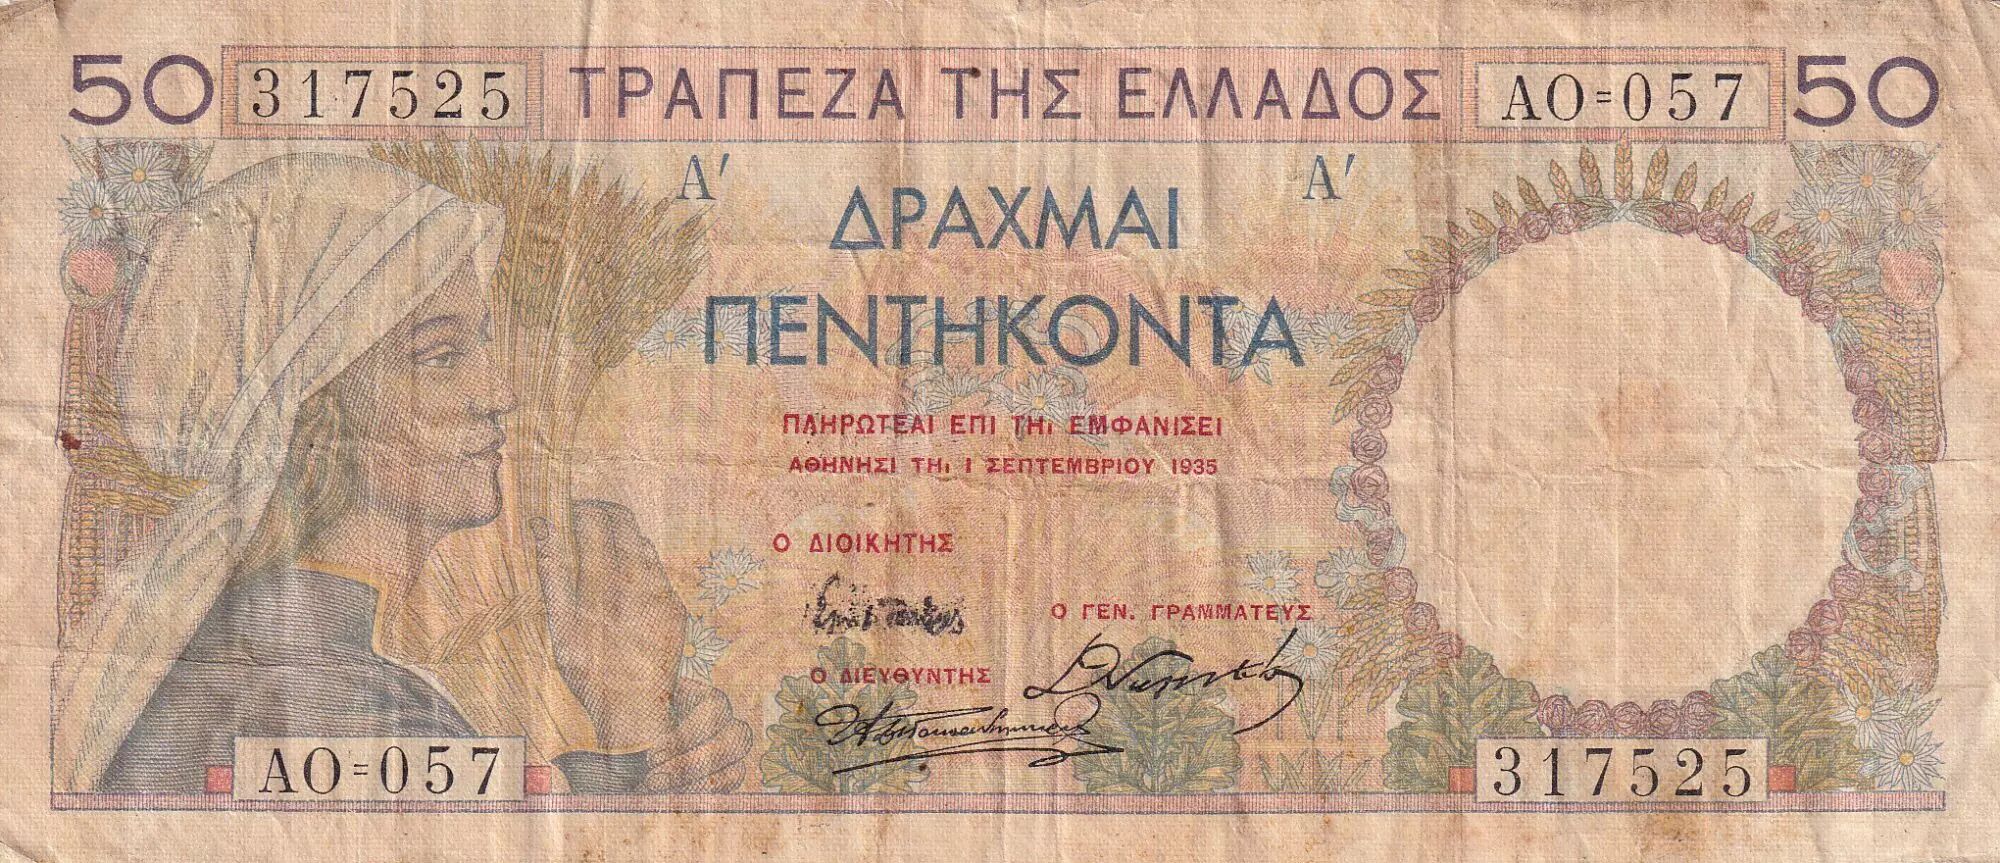 50 317525 ΤΡΑΠΕΖΑ ΤΗΣ ΕΛΛΑΔΟΣ ΑΟ=057 50
Α' Α'
ΔΡΑΧΜΑΙ
ΠΕΝΤΗΚΟΝΤΑ
ΠΛΗΡΩΤΕΑΙ ΕΠΙ ΤΗι ΕΜΦΑΝΙΣΕΙ
ΑΘΗΝΗΣΙ ΤΗι 1 ΣΕΠΤΕΜΒΡΙΟΥ 1935
Ο ΔΙΟΙΚΗΤΗΣ
Ο ΓΕΝ. ΓΡΑΜΜΑΤΕΥΣ
Ο ΔΙΕΥΘΥΝΤΗΣ
ΑΟ=057 317525